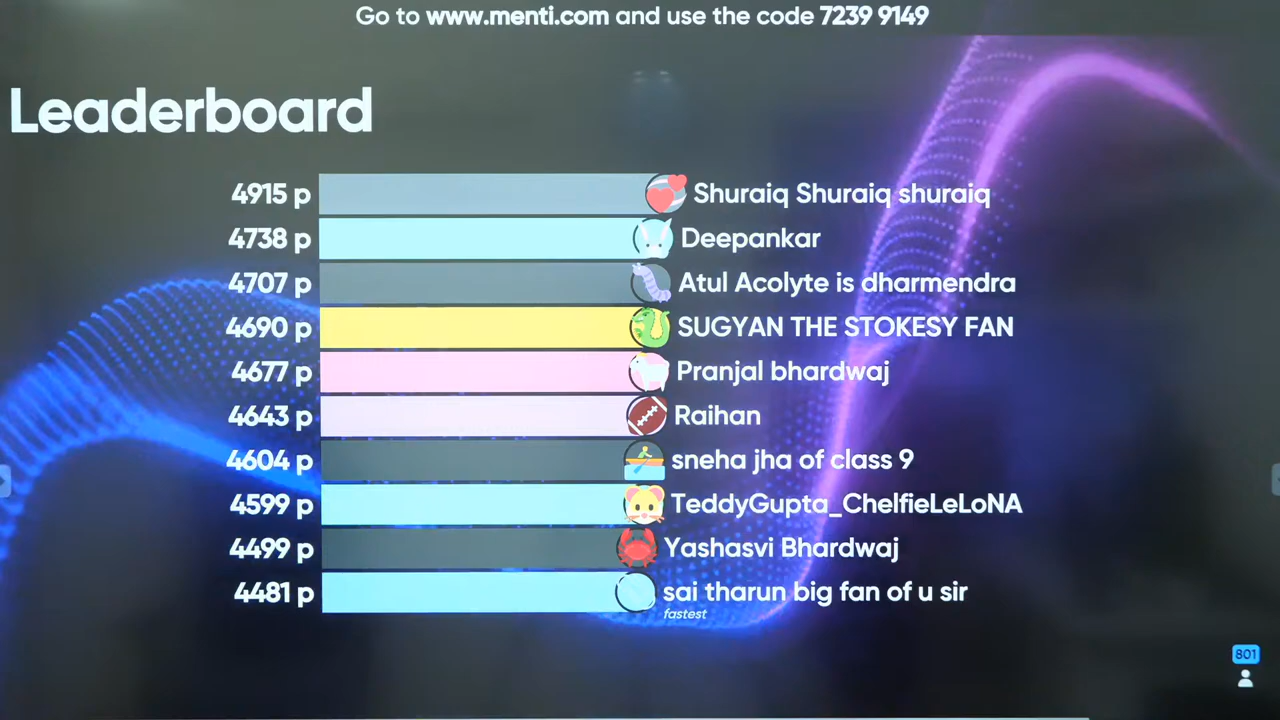 Go to www.menti.com and use the code 7239 9149
Leaderboard
4915 p Shuraiq Shuraiq shuraiq
4738 p Deepankar
4707 p Atul Acolyte is dharmendra
4690 p SUGYAN THE STOKESY FAN
4677 p Pranjal bhardwaj
4643 p Raihan
4604 p sneha jha of class 9
4599 p TeddyGupta_ChelfieLeLoNA
4499 p Yashasvi Bhardwaj
4481 p sai tharun big fan of u sir
fastest
801